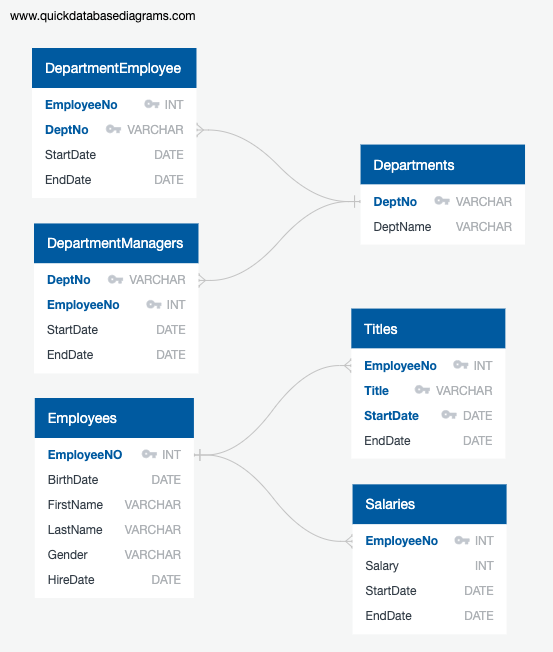 www.quickdatabasediagrams.com
DepartmentEmployee
EmployeeNo INT
DeptNo VARCHAR
StartDate DATE
EndDate DATE
Departments
DeptNo VARCHAR
DeptName VARCHAR
DepartmentManagers
DeptNo VARCHAR
EmployeeNo INT
StartDate DATE
EndDate DATE
Titles
EmployeeNo INT
Title VARCHAR
StartDate DATE
EndDate DATE
Employees
EmployeeNO INT
BirthDate DATE
FirstName VARCHAR
LastName VARCHAR
Gender VARCHAR
HireDate DATE
Salaries
EmployeeNo INT
Salary INT
StartDate DATE
EndDate DATE